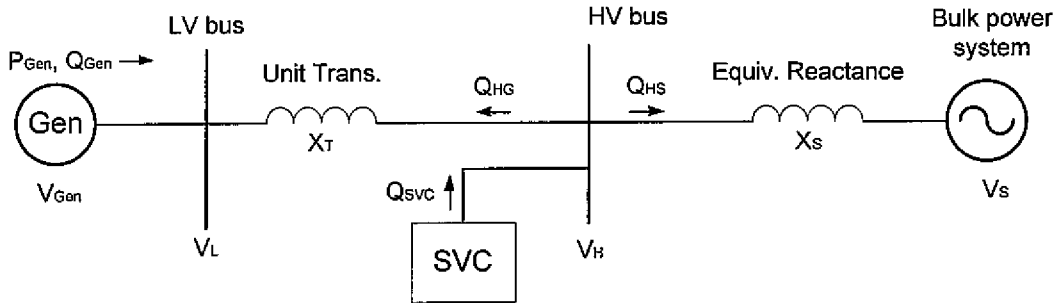 LV bus
HV bus
Bulk power
system
PGen, QGen
Unit Trans.
QHG
QHS
Equiv. Reactance
Gen
XT
XS
VGen
QSVC
VS
VL
SVC
VH